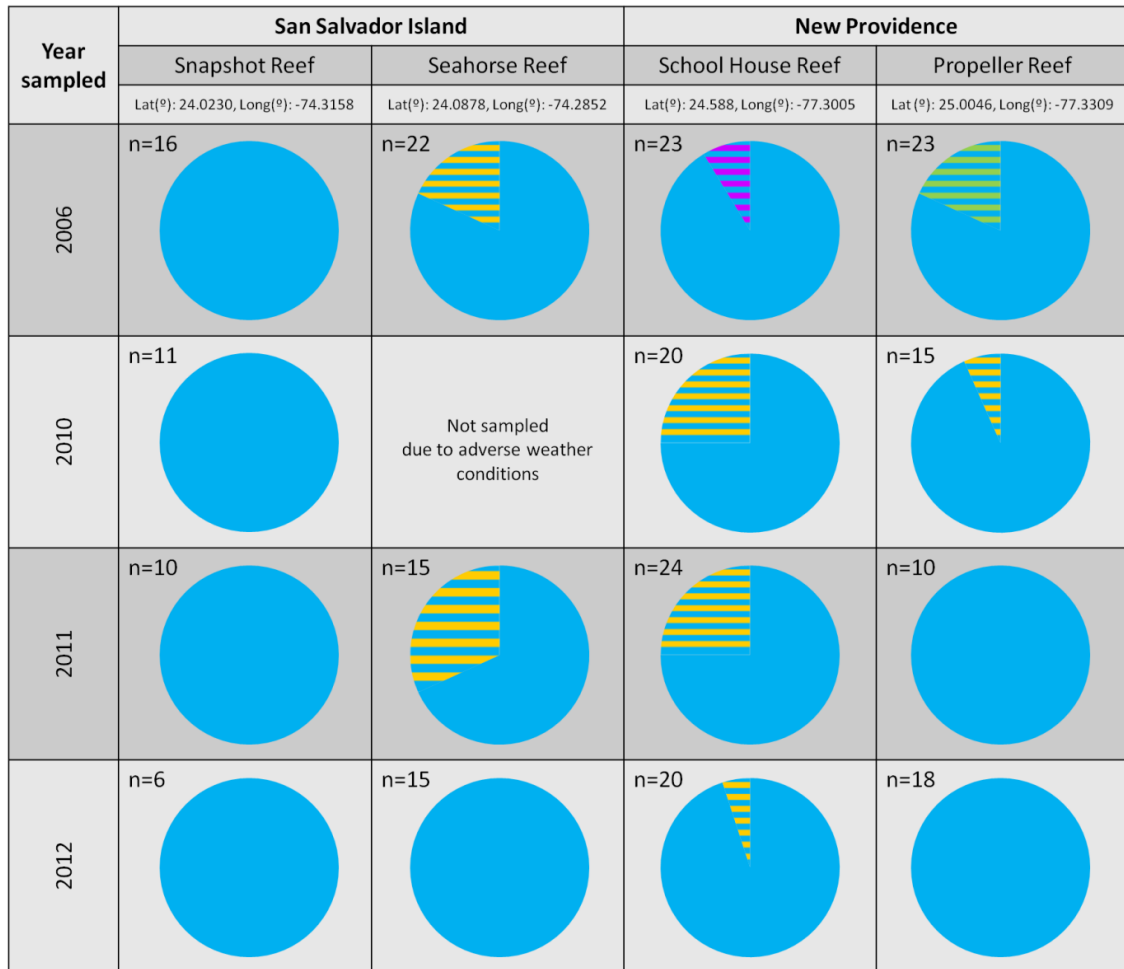 Year
sampled
San Salvador Island
New Providence
Snapshot Reef
Seahorse Reef
School House Reef
Propeller Reef
Lat(º): 24.0230, Long(º): -74.3158
Lat(º): 24.0878, Long(º): -74.2852
Lat(º): 24.588, Long(º): -77.3005
Lat (º): 25.0046, Long(º): -77.3309
2006
n=16
n=22
n=23
n=23
2010
n=11
Not sampled
due to adverse weather
conditions
n=20
n=15
2011
n=10
n=15
n=24
n=10
2012
n=6
n=15
n=20
n=18